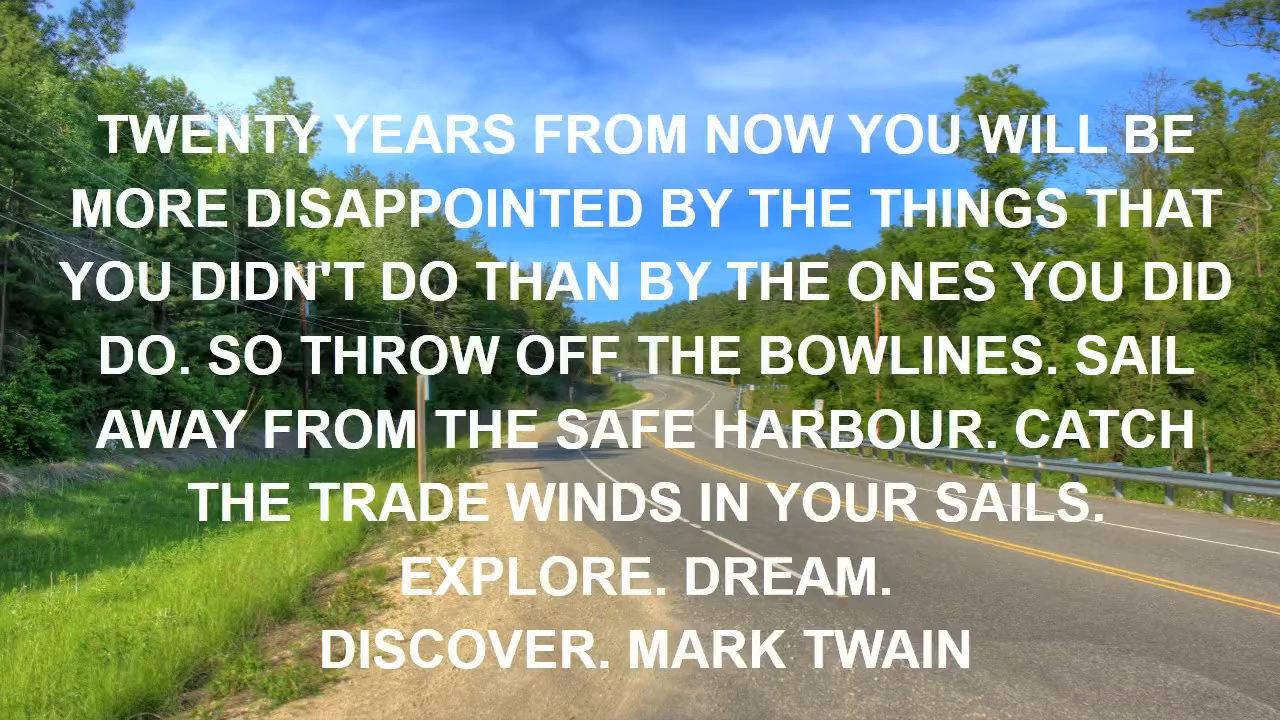 TWENTY YEARS FROM NOW YOU WILL BE
MORE DISAPPOINTED BY THE THINGS THAT
YOU DIDN'T DO THAN BY THE ONES YOU DID
DO. SO THROW OFF THE BOWLINES. SAIL
AWAY FROM THE SAFE HARBOUR. CATCH
THE TRADE WINDS IN YOUR SAILS.
EXPLORE. DREAM.
DISCOVER. MARK TWAIN